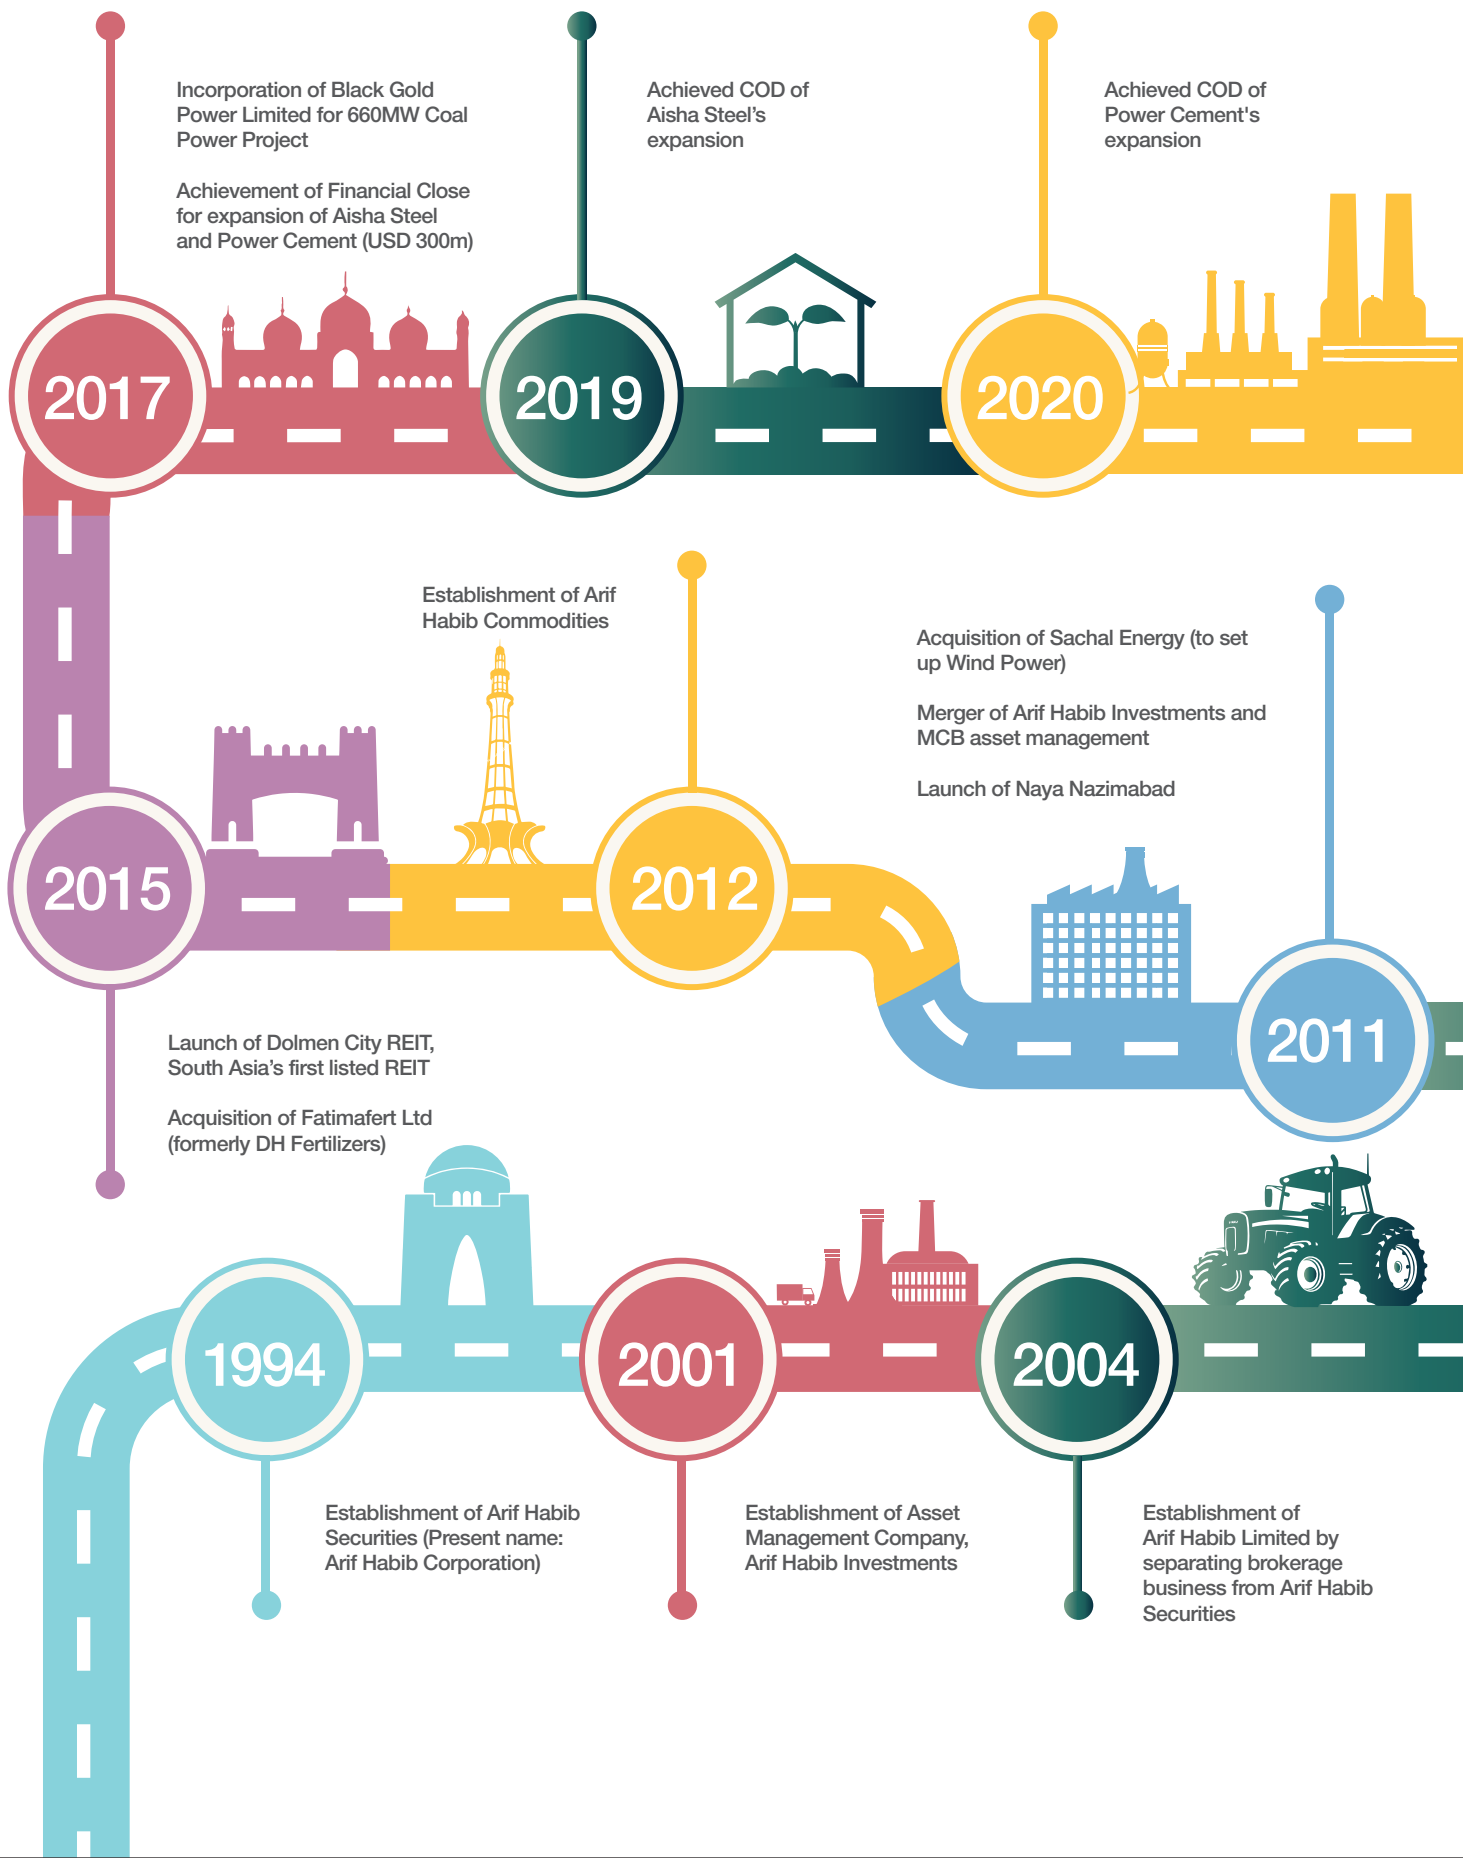 Incorporation of Black Gold
Power Limited for 660MW Coal
Power Project
Achievement of Financial Close
for expansion of Aisha Steel
and Power Cement (USD 300m)
2017
Achieved COD of
Aisha Steel’s
expansion
2019
Achieved COD of
Power Cement's
expansion
2020
Establishment of Arif
Habib Commodities
2012
Acquisition of Sachal Energy (to set
up Wind Power)
Merger of Arif Habib Investments and
MCB asset management
Launch of Naya Nazimabad
2011
2015
Launch of Dolmen City REIT,
South Asia’s first listed REIT
Acquisition of Fatimafert Ltd
(formerly DH Fertilizers)
1994
Establishment of Arif Habib
Securities (Present name:
Arif Habib Corporation)
2001
Establishment of Asset
Management Company,
Arif Habib Investments
2004
Establishment of
Arif Habib Limited by
separating brokerage
business from Arif Habib
Securities